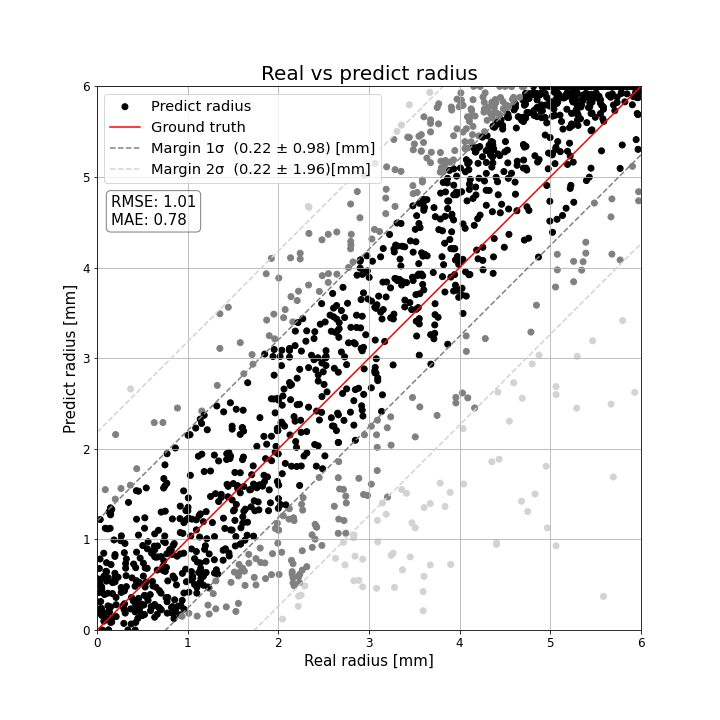 Real vs predict radius
6
Predict radius
Ground truth
Margin 1σ (0.22 ± 0.98) [mm]
Margin 2σ (0.22 ± 1.96)[mm]
5
RMSE: 1.01
MAE: 0.78
4
3
2
1
0
Predict radius [mm]
0 1 2 3 4 5 6
Real radius [mm]